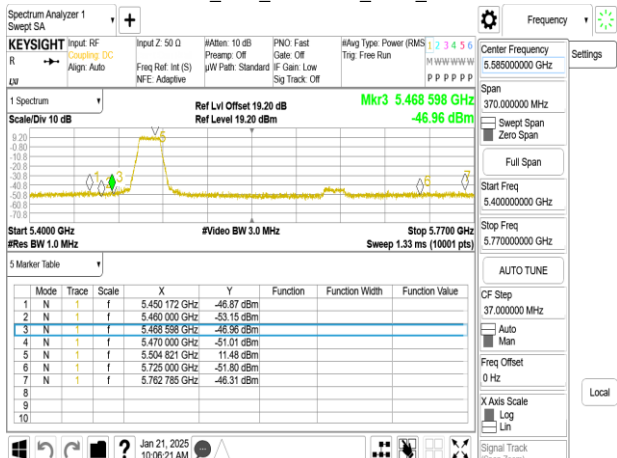 Spectrum Analyzer 1
Swept SA
Frequency
KEYSIGHT Input: RF Input Z: 50 Ω #Atten: 10 dB PNO: Fast #Avg Type: Power (RMS 1 2 3 4 5 6
R Coupling: DC Preamp: Off Gate: Off Trig: Free Run M W W W W W
Align: Auto Freq Ref: Int (S) µW Path: Standard IF Gain: Low
NFE: Adaptive Sig Track: Off P P P P P P
LXI
Center Frequency
5.585000000 GHz
Settings
1 Spectrum
Ref Lvl Offset 19.20 dB
Mkr3 5.468 598 GHz
Scale/Div 10 dB
Ref Level 19.20 dBm
-46.96 dBm
Span
370.000000 MHz
Swept Span
Zero Span
Full Span
9.20
-0.80
-10.8
-20.8
-30.8
-40.8
-50.8
-60.8
-70.8
1
3
5
6
7
Start Freq
5.400000000 GHz
Start 5.4000 GHz #Video BW 3.0 MHz Stop 5.7700 GHz
#Res BW 1.0 MHz Sweep 1.33 ms (10001 pts)
Stop Freq
5.770000000 GHz
AUTO TUNE
5 Marker Table
Mode Trace Scale X Y Function Function Width Function Value
1 N 1 f 5.450 172 GHz -46.87 dBm
2 N 1 f 5.460 000 GHz -53.15 dBm
3 N 1 f 5.468 598 GHz -46.96 dBm
4 N 1 f 5.470 000 GHz -51.01 dBm
5 N 1 f 5.504 821 GHz 11.48 dBm
6 N 1 f 5.725 000 GHz -51.80 dBm
7 N 1 f 5.762 785 GHz -46.31 dBm
8
9
10
CF Step
37.000000 MHz
Auto
Man
Freq Offset
0 Hz
Local
X Axis Scale
Log
Lin
Signal Track
?
Jan 21, 2025
10:06:21 AM